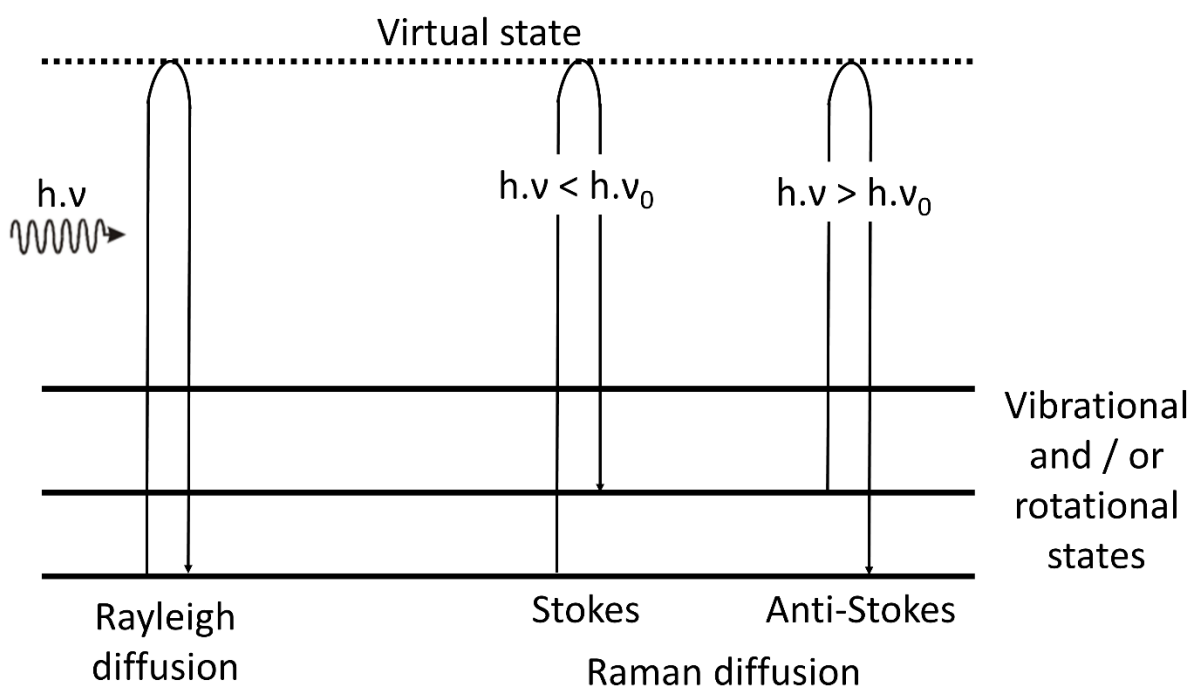 Virtual state
h.ν
h.ν < h.ν₀
h.ν > h.ν₀
Vibrational
and / or
rotational
states
Rayleigh
diffusion
Stokes
Anti-Stokes
Raman diffusion